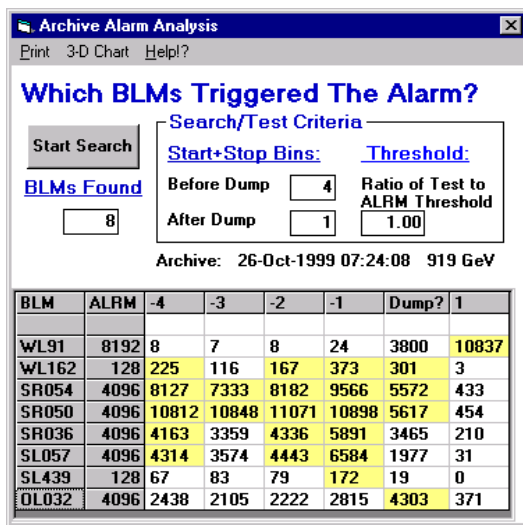 Archive Alarm Analysis
Print 3-D Chart Help!?
Which BLMs Triggered The Alarm?
Start Search
BLMs Found
8
Search/Test Criteria
Start+Stop Bins: Threshold:
Before Dump 4 Ratio of Test to
ALRM Threshold
After Dump 1 1.00
Archive: 26-Oct-1999 07:24:08 919 GeV
BLM ALRM -4 -3 -2 -1 Dump? 1
WL91 8192 8 7 8 24 3800 10837
WL162 128 225 116 167 373 301 3
SR054 4096 8127 7333 8182 9566 5572 433
SR050 4096 10812 10848 11071 10898 5617 454
SR036 4096 4163 3359 4336 5891 3465 210
SL057 4096 4314 3574 4443 6584 1977 31
SL439 128 67 83 79 172 19 0
OL032 4096 2438 2105 2222 2815 4303 371